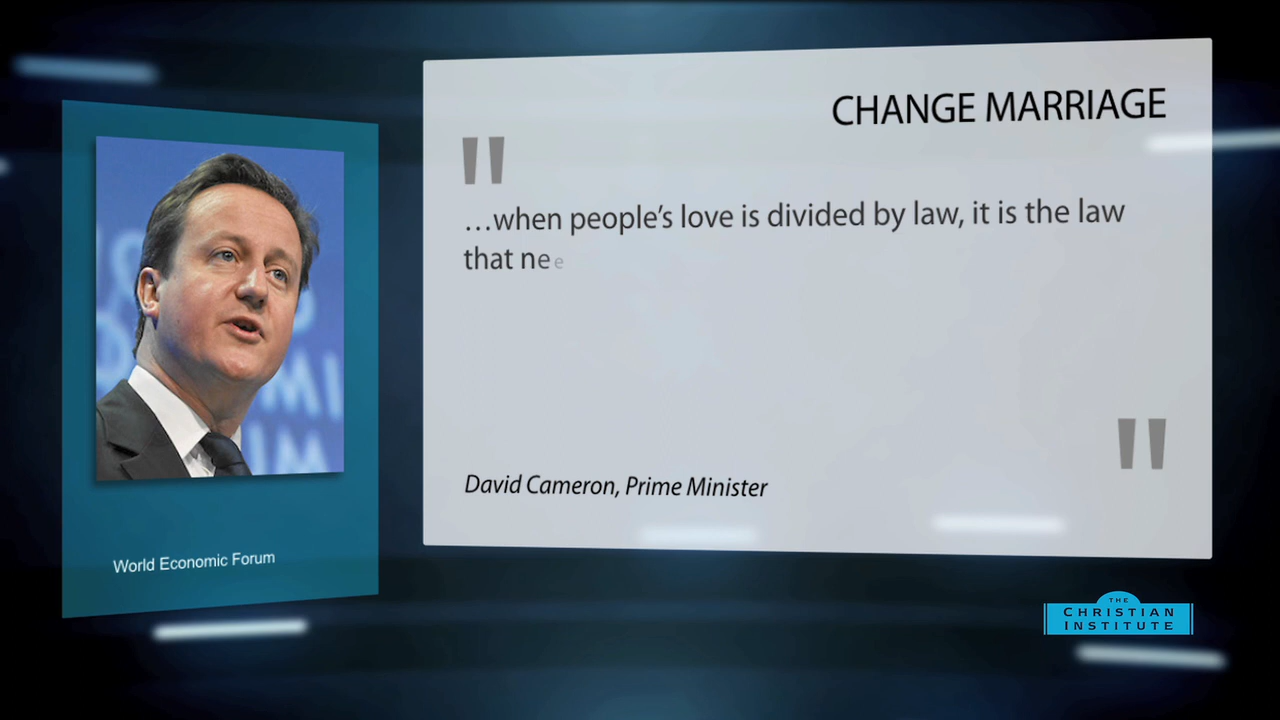 CHANGE MARRIAGE
"
…when people's love is divided by law, it is the law
that nee
"
David Cameron, Prime Minister
World Economic Forum
THE
CHRISTIAN
INSTITUTE